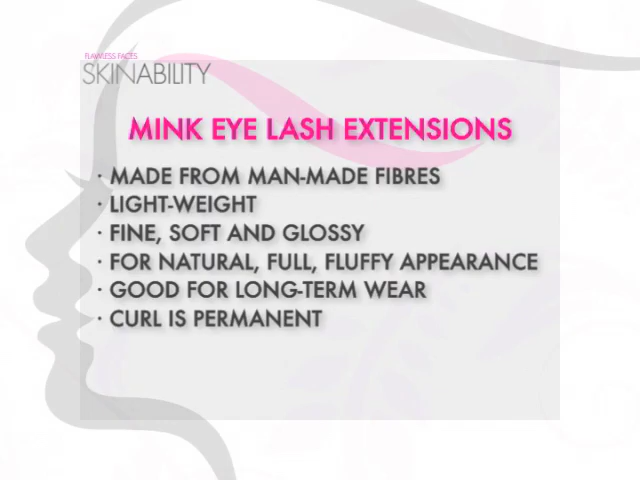 FLAWLESS FACES
SKINABILITY
MINK EYE LASH EXTENSIONS
· MADE FROM MAN-MADE FIBRES
· LIGHT-WEIGHT
· FINE, SOFT AND GLOSSY
· FOR NATURAL, FULL, FLUFFY APPEARANCE
· GOOD FOR LONG-TERM WEAR
· CURL IS PERMANENT